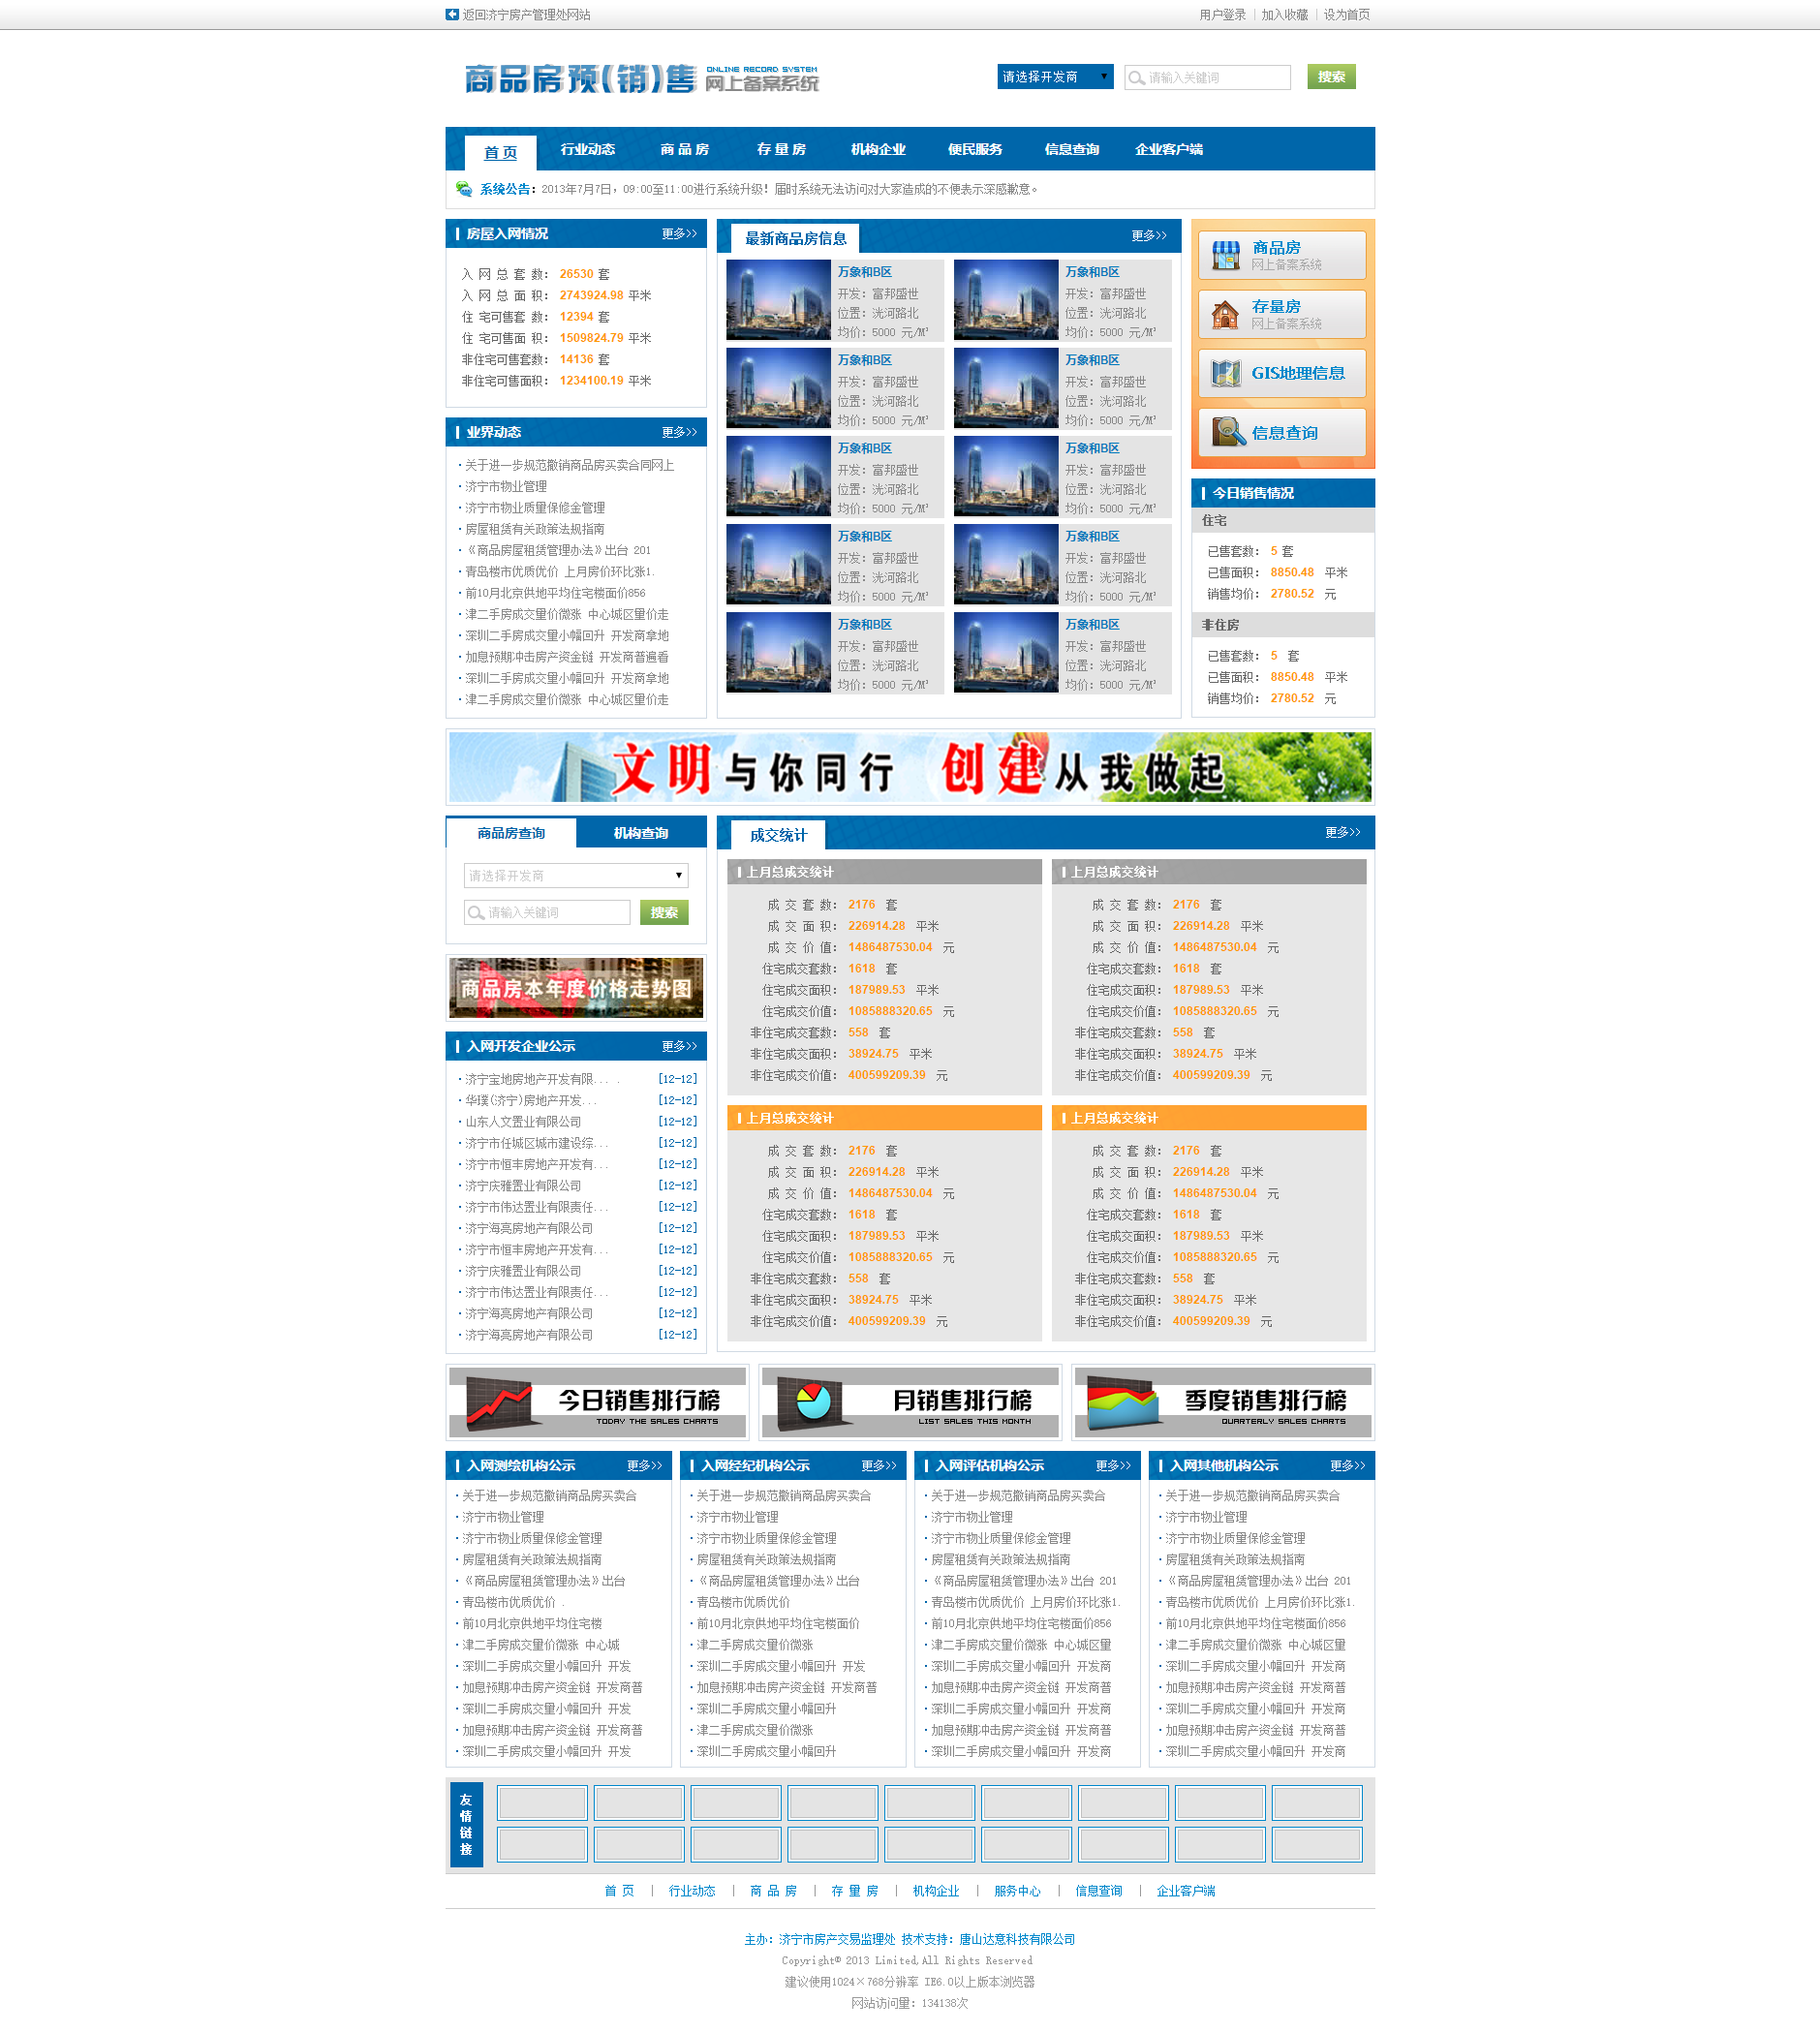 返回济宁房产管理处网站
用户登录 | 加入收藏 | 设为首页
商品房预(销)售 ONLINE RECORD SYSTEM 网上备案系统
请选择开发商 请输入关键词 搜索
首 页 行业动态 商 品 房 存 量 房 机构企业 便民服务 信息查询 企业客户端
系统公告：2013年7月7日，09:00至11:00进行系统升级！届时系统无法访问对大家造成的不便表示深感歉意。
房屋入网情况 更多>>
入 网 总 套 数： 26530 套
入 网 总 面 积： 2743924.98 平米
住 宅可售套 数： 12394 套
住 宅可售面 积： 1509824.79 平米
非住宅可售套数： 14136 套
非住宅可售面积： 1234100.19 平米
业界动态 更多>>
·关于进一步规范撤销商品房买卖合同网上
·济宁市物业管理
·济宁市物业质量保修金管理
·房屋租赁有关政策法规指南
·《商品房屋租赁管理办法》出台 201
·青岛楼市优质优价 上月房价环比涨1.
·前10月北京供地平均住宅楼面价856
·津二手房成交量价微涨 中心城区量价走
·深圳二手房成交量小幅回升 开发商拿地
·加息预期冲击房产资金链 开发商普遍看
·深圳二手房成交量小幅回升 开发商拿地
·津二手房成交量价微涨 中心城区量价走
最新商品房信息 更多>>
万象和B区 万象和B区
开发：富邦盛世 开发：富邦盛世
位置：洸河路北 位置：洸河路北
均价：5000 元/M² 均价：5000 元/M²
万象和B区 万象和B区
开发：富邦盛世 开发：富邦盛世
位置：洸河路北 位置：洸河路北
均价：5000 元/M² 均价：5000 元/M²
万象和B区 万象和B区
开发：富邦盛世 开发：富邦盛世
位置：洸河路北 位置：洸河路北
均价：5000 元/M² 均价：5000 元/M²
万象和B区 万象和B区
开发：富邦盛世 开发：富邦盛世
位置：洸河路北 位置：洸河路北
均价：5000 元/M² 均价：5000 元/M²
万象和B区 万象和B区
开发：富邦盛世 开发：富邦盛世
位置：洸河路北 位置：洸河路北
均价：5000 元/M² 均价：5000 元/M²
商品房
网上备案系统
存量房
网上备案系统
GIS地理信息
信息查询
今日销售情况
住宅
已售套数： 5 套
已售面积： 8850.48 平米
销售均价： 2780.52 元
非住房
已售套数： 5 套
已售面积： 8850.48 平米
销售均价： 2780.52 元
文明与你同行 创建从我做起
商品房查询 机构查询
请选择开发商
请输入关键词 搜索
商品房本年度价格走势图
入网开发企业公示 更多>>
·济宁宝地房地产开发有限... . [12-12]
·华璞(济宁)房地产开发... [12-12]
·山东人文置业有限公司 [12-12]
·济宁市任城区城市建设综... [12-12]
·济宁市恒丰房地产开发有... [12-12]
·济宁庆雅置业有限公司 [12-12]
·济宁市伟达置业有限责任... [12-12]
·济宁海亮房地产有限公司 [12-12]
·济宁市恒丰房地产开发有... [12-12]
·济宁庆雅置业有限公司 [12-12]
·济宁市伟达置业有限责任... [12-12]
·济宁海亮房地产有限公司 [12-12]
·济宁海亮房地产有限公司 [12-12]
成交统计 更多>>
上月总成交统计 上月总成交统计
成 交 套 数： 2176 套 成 交 套 数： 2176 套
成 交 面 积： 226914.28 平米 成 交 面 积： 226914.28 平米
成 交 价 值： 1486487530.04 元 成 交 价 值： 1486487530.04 元
住宅成交套数： 1618 套 住宅成交套数： 1618 套
住宅成交面积： 187989.53 平米 住宅成交面积： 187989.53 平米
住宅成交价值： 1085888320.65 元 住宅成交价值： 1085888320.65 元
非住宅成交套数： 558 套 非住宅成交套数： 558 套
非住宅成交面积： 38924.75 平米 非住宅成交面积： 38924.75 平米
非住宅成交价值： 400599209.39 元 非住宅成交价值： 400599209.39 元
上月总成交统计 上月总成交统计
成 交 套 数： 2176 套 成 交 套 数： 2176 套
成 交 面 积： 226914.28 平米 成 交 面 积： 226914.28 平米
成 交 价 值： 1486487530.04 元 成 交 价 值： 1486487530.04 元
住宅成交套数： 1618 套 住宅成交套数： 1618 套
住宅成交面积： 187989.53 平米 住宅成交面积： 187989.53 平米
住宅成交价值： 1085888320.65 元 住宅成交价值： 1085888320.65 元
非住宅成交套数： 558 套 非住宅成交套数： 558 套
非住宅成交面积： 38924.75 平米 非住宅成交面积： 38924.75 平米
非住宅成交价值： 400599209.39 元 非住宅成交价值： 400599209.39 元
今日销售排行榜 月销售排行榜 季度销售排行榜
TODAY THE SALES CHARTS LIST SALES THIS MONTH QUARTERLY SALES CHARTS
入网测绘机构公示 更多>>
·关于进一步规范撤销商品房买卖合
·济宁市物业管理
·济宁市物业质量保修金管理
·房屋租赁有关政策法规指南
·《商品房屋租赁管理办法》出台
·青岛楼市优质优价 .
·前10月北京供地平均住宅楼
·津二手房成交量价微涨 中心城
·深圳二手房成交量小幅回升 开发
·加息预期冲击房产资金链 开发商普
·深圳二手房成交量小幅回升 开发
·加息预期冲击房产资金链 开发商普
·深圳二手房成交量小幅回升 开发
入网经纪机构公示 更多>>
·关于进一步规范撤销商品房买卖合
·济宁市物业管理
·济宁市物业质量保修金管理
·房屋租赁有关政策法规指南
·《商品房屋租赁管理办法》出台
·青岛楼市优质优价
·前10月北京供地平均住宅楼面价
·津二手房成交量价微涨
·深圳二手房成交量小幅回升 开发
·加息预期冲击房产资金链 开发商普
·深圳二手房成交量小幅回升
·津二手房成交量价微涨
·深圳二手房成交量小幅回升
入网评估机构公示 更多>>
·关于进一步规范撤销商品房买卖合
·济宁市物业管理
·济宁市物业质量保修金管理
·房屋租赁有关政策法规指南
·《商品房屋租赁管理办法》出台 201
·青岛楼市优质优价 上月房价环比涨1.
·前10月北京供地平均住宅楼面价856
·津二手房成交量价微涨 中心城区量
·深圳二手房成交量小幅回升 开发商
·加息预期冲击房产资金链 开发商普
·深圳二手房成交量小幅回升 开发商
·加息预期冲击房产资金链 开发商普
·深圳二手房成交量小幅回升 开发商
入网其他机构公示 更多>>
·关于进一步规范撤销商品房买卖合
·济宁市物业管理
·济宁市物业质量保修金管理
·房屋租赁有关政策法规指南
·《商品房屋租赁管理办法》出台 201
·青岛楼市优质优价 上月房价环比涨1.
·前10月北京供地平均住宅楼面价856
·津二手房成交量价微涨 中心城区量
·深圳二手房成交量小幅回升 开发商
·加息预期冲击房产资金链 开发商普
·深圳二手房成交量小幅回升 开发商
·加息预期冲击房产资金链 开发商普
·深圳二手房成交量小幅回升 开发商
友情链接
首 页 | 行业动态 | 商 品 房 | 存 量 房 | 机构企业 | 服务中心 | 信息查询 | 企业客户端
主办：济宁市房产交易监理处 技术支持：唐山达意科技有限公司
Copyright© 2013 Limited,All Rights Reserved
建议使用1024×768分辨率 IE6.0以上版本浏览器
网站访问量：134138次